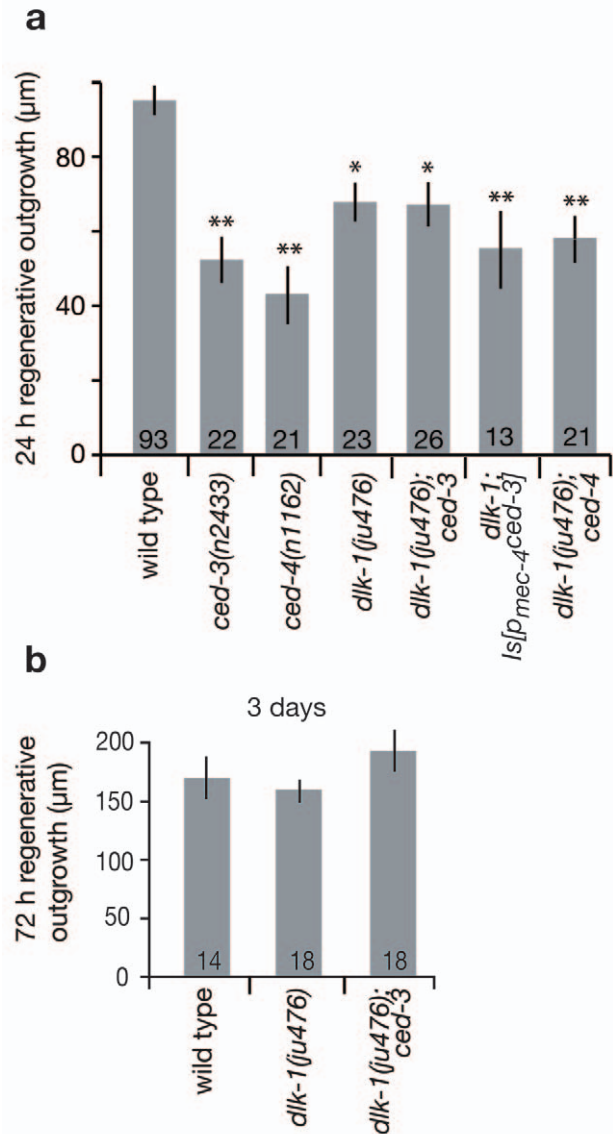 a
24 h regenerative outgrowth (µm)
80
40
0
** ** * * ** **
93 22 21 23 26 13 21
wild type
ced-3(n2433)
ced-4(n1162)
dlk-1(ju476)
dlk-1(ju476);
ced-3
dlk-1;
Is[pmec-4ced-3]
dlk-1(ju476);
ced-4
b
3 days
72 h regenerative
outgrowth (µm)
200
150
100
50
0
14 18 18
wild type
dlk-1(ju476)
dlk-1(ju476);
ced-3